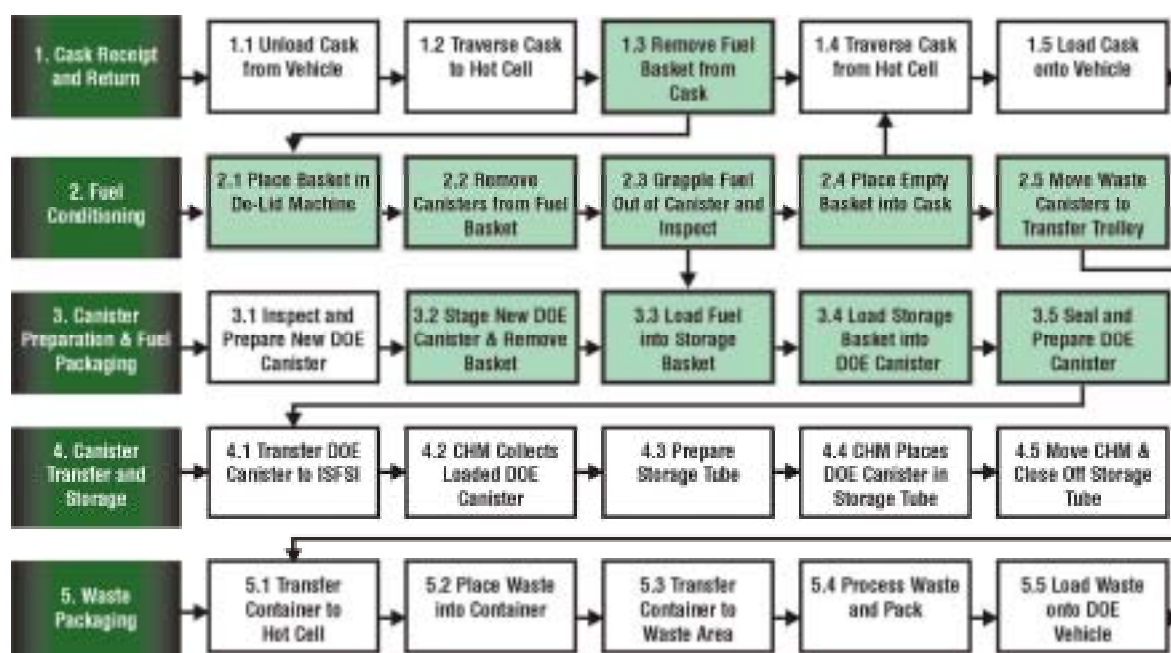 1. Cask Receipt
and Return
1.1 Unload Cask
from Vehicle
1.2 Traverse Cask
to Hot Cell
1.3 Remove Fuel
Basket from
Cask
1.4 Traverse Cask
from Hot Cell
1.5 Load Cask
onto Vehicle
2. Fuel
Conditioning
2.1 Place Basket in
De-Lid Machine
2.2 Remove
Canisters from Fuel
Basket
2.3 Grapple Fuel
Out of Canister and
Inspect
2.4 Place Empty
Basket into Cask
2.5 Move Waste
Canisters to
Transfer Trolley
3. Canister
Preparation & Fuel
Packaging
3.1 Inspect and
Prepare New DOE
Canister
3.2 Stage New DOE
Canister & Remove
Basket
3.3 Load Fuel
into Storage
Basket
3.4 Load Storage
Basket into
DOE Canister
3.5 Seal and
Prepare DOE
Canister
4. Canister
Transfer and
Storage
4.1 Transfer DOE
Canister to ISFSI
4.2 CHM Collects
Loaded DOE
Canister
4.3 Prepare
Storage Tube
4.4 CHM Places
DOE Canister in
Storage Tube
4.5 Move CHM &
Close Off Storage
Tube
5. Waste
Packaging
5.1 Transfer
Container to
Hot Cell
5.2 Place Waste
into Container
5.3 Transfer
Container to
Waste Area
5.4 Process Waste
and Pack
5.5 Load Waste
onto DOE
Vehicle